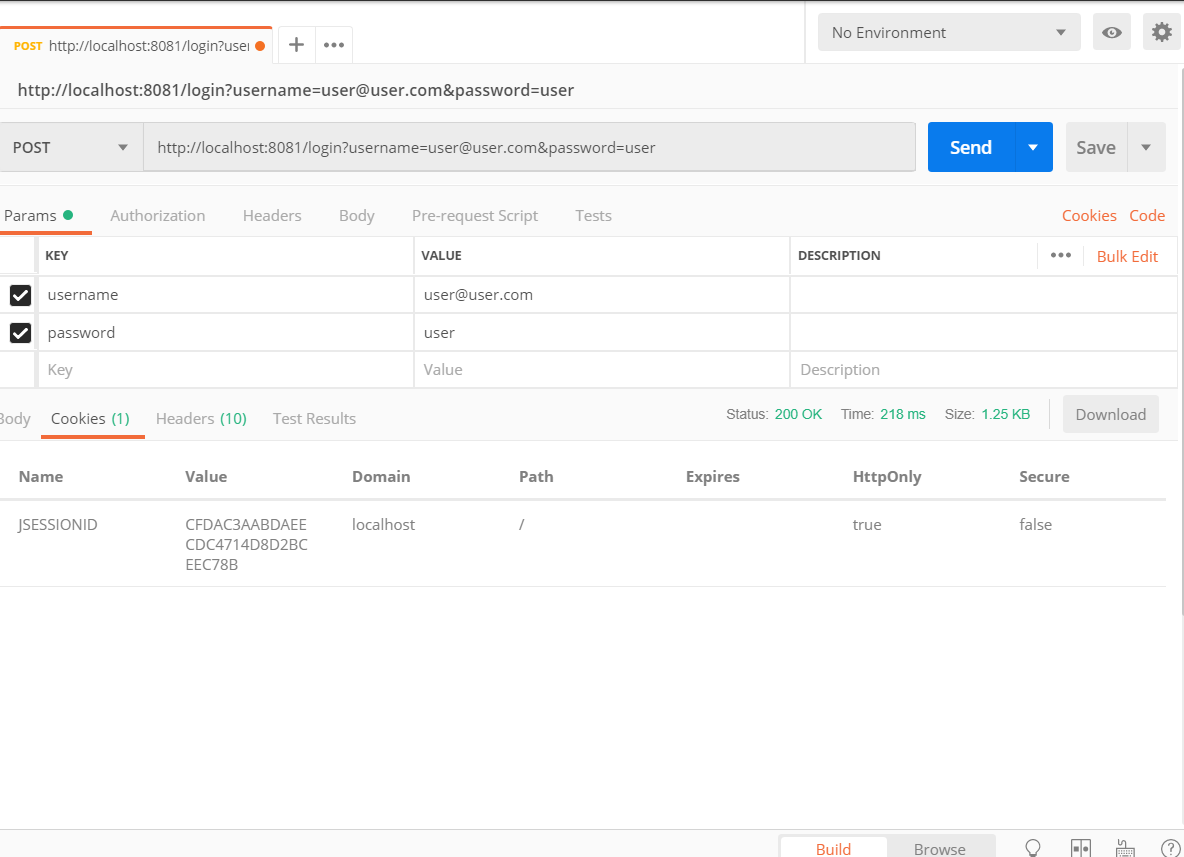 POST http://localhost:8081/login?user
No Environment
http://localhost:8081/login?username=user@user.com&password=user
POST http://localhost:8081/login?username=user@user.com&password=user Send Save
Params Authorization Headers Body Pre-request Script Tests Cookies Code
KEY VALUE DESCRIPTION ••• Bulk Edit
username user@user.com
password user
Key Value Description
Body Cookies (1) Headers (10) Test Results Status: 200 OK Time: 218 ms Size: 1.25 KB Download
Name Value Domain Path Expires HttpOnly Secure
JSESSIONID CFDAC3AABDAEE localhost / true false
CDC4714D8D2BC
EEC78B
Build Browse